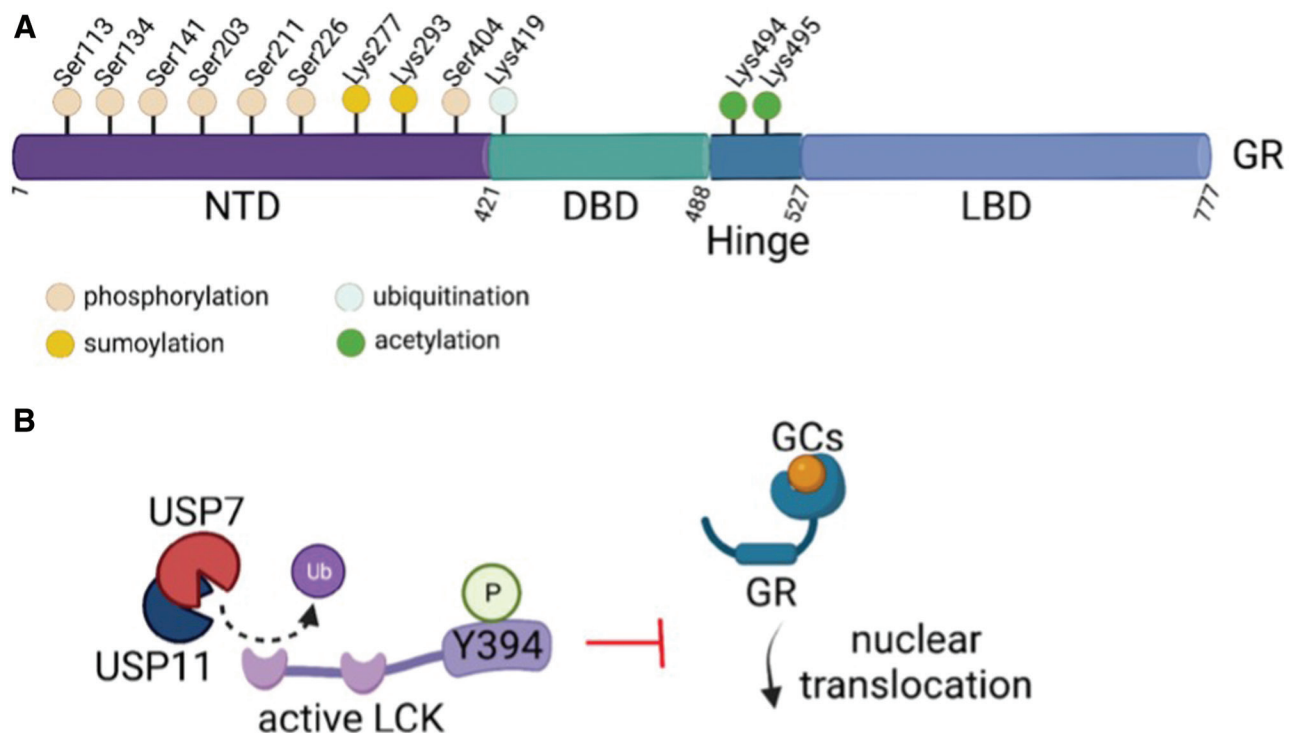 A
Ser113 Ser134 Ser141 Ser203 Ser211 Ser226 Lys277 Lys293 Ser404 Lys419 Lys494 Lys495
GR
1 421 488 527 777
NTD DBD LBD
Hinge
phosphorylation ubiquitination
sumoylation acetylation
B
GCs
USP7
Ub
P
GR
Y394
USP11
nuclear
translocation
active LCK